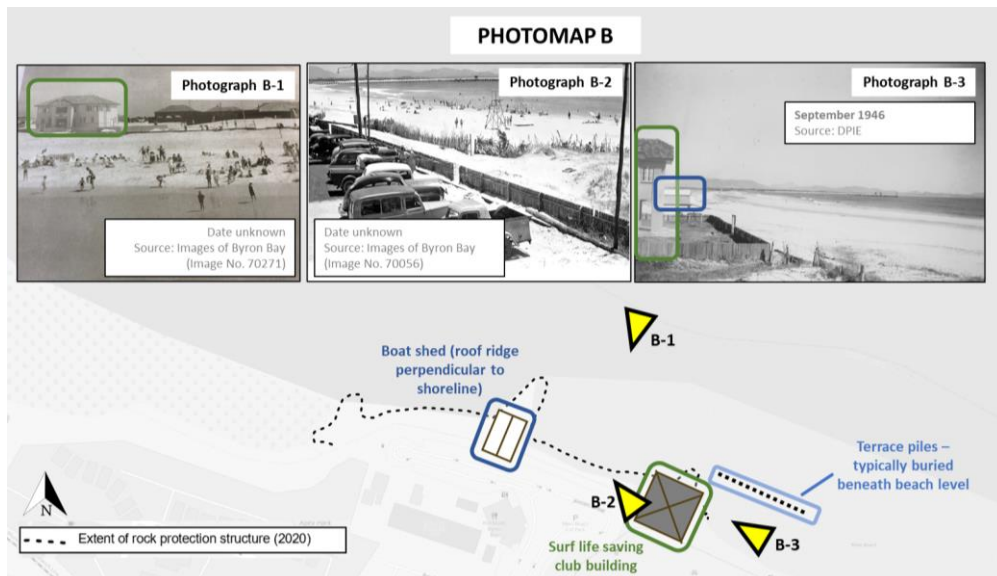 PHOTOMAP B
Photograph B-1
Date unknown
Source: Images of Byron Bay
(Image No. 70271)
Photograph B-2
Date unknown
Source: Images of Byron Bay
(Image No. 70056)
Photograph B-3
September 1946
Source: DPIE
B-1
Boat shed (roof ridge
perpendicular to
shoreline)
Terrace piles –
typically buried
beneath beach level
B-2
B-3
Surf life saving
club building
N
Extent of rock protection structure (2020)